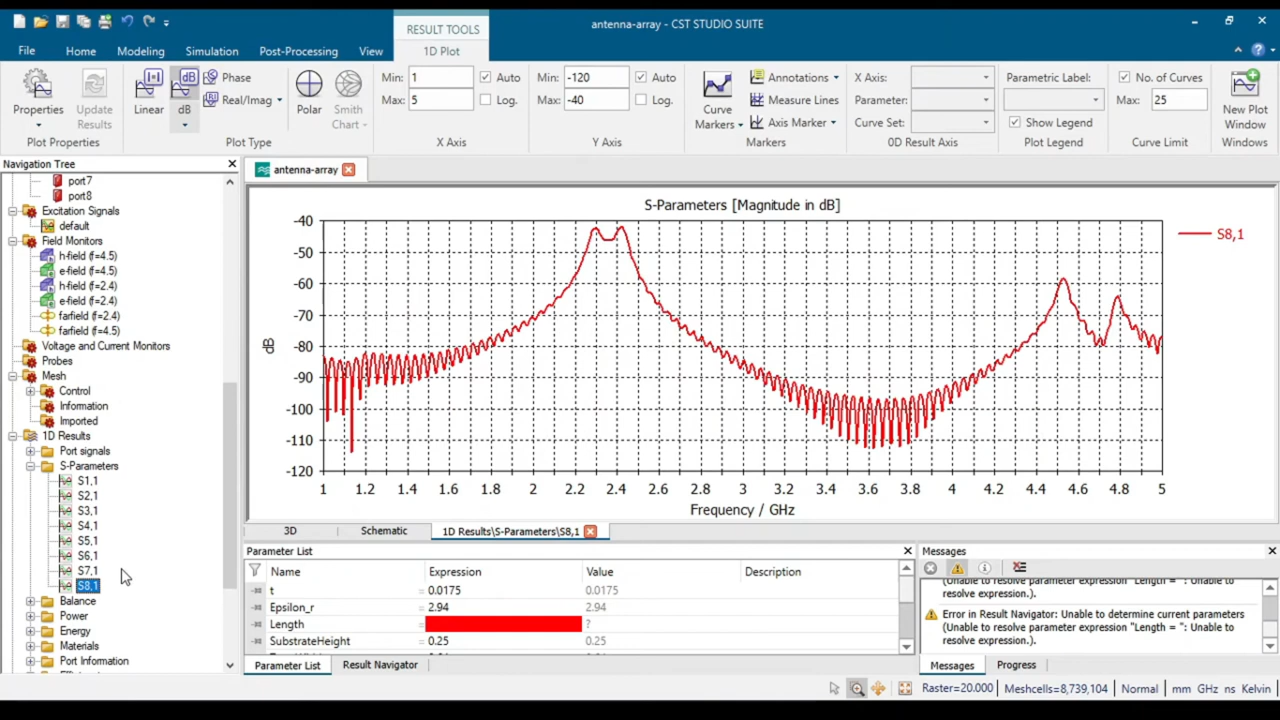 antenna-array - CST STUDIO SUITE
RESULT TOOLS
File Home Modeling Simulation Post-Processing View 1D Plot
Properties
Update Results
Plot Properties
Linear
dB
Phase
Real/Imag
Polar
Smith Chart
Plot Type
Min: 1 Auto
Max: 5 Log.
X Axis
Min: -120 Auto
Max: -40 Log.
Y Axis
Curve Markers
Annotations
Measure Lines
Axis Marker
Markers
X Axis:
Parameter:
Curve Set:
0D Result Axis
Parametric Label:
Show Legend
Plot Legend
No. of Curves
Max: 25
Curve Limit
New Plot Window
Windows
Navigation Tree
port7
port8
Excitation Signals
default
Field Monitors
h-field (f=4.5)
e-field (f=4.5)
h-field (f=2.4)
e-field (f=2.4)
farfield (f=2.4)
farfield (f=4.5)
Voltage and Current Monitors
Probes
Mesh
Control
Information
Imported
1D Results
Port signals
S-Parameters
S1,1
S2,1
S3,1
S4,1
S5,1
S6,1
S7,1
S8,1
Balance
Power
Energy
Materials
Port Information
antenna-array
S-Parameters [Magnitude in dB]
S8,1
-40
-50
-60
-70
-80
-90
-100
-110
-120
dB
1 1.2 1.4 1.6 1.8 2 2.2 2.4 2.6 2.8 3 3.2 3.4 3.6 3.8 4 4.2 4.4 4.6 4.8 5
Frequency / GHz
3D Schematic 1D Results\S-Parameters\S8,1
Parameter List
Name Expression Value Description
t = 0.0175 0.0175
Epsilon_r = 2.94 2.94
Length = ?
SubstrateHeight = 0.25 0.25
Parameter List Result Navigator
Messages
(Unable to resolve parameter expression "Length = ": Unable to
resolve expression.).
Error in Result Navigator: Unable to determine current parameters
(Unable to resolve parameter expression "Length = ": Unable to
resolve expression.).
Messages Progress
Raster=20.000 Meshcells=8,739,104 Normal mm GHz ns Kelvin